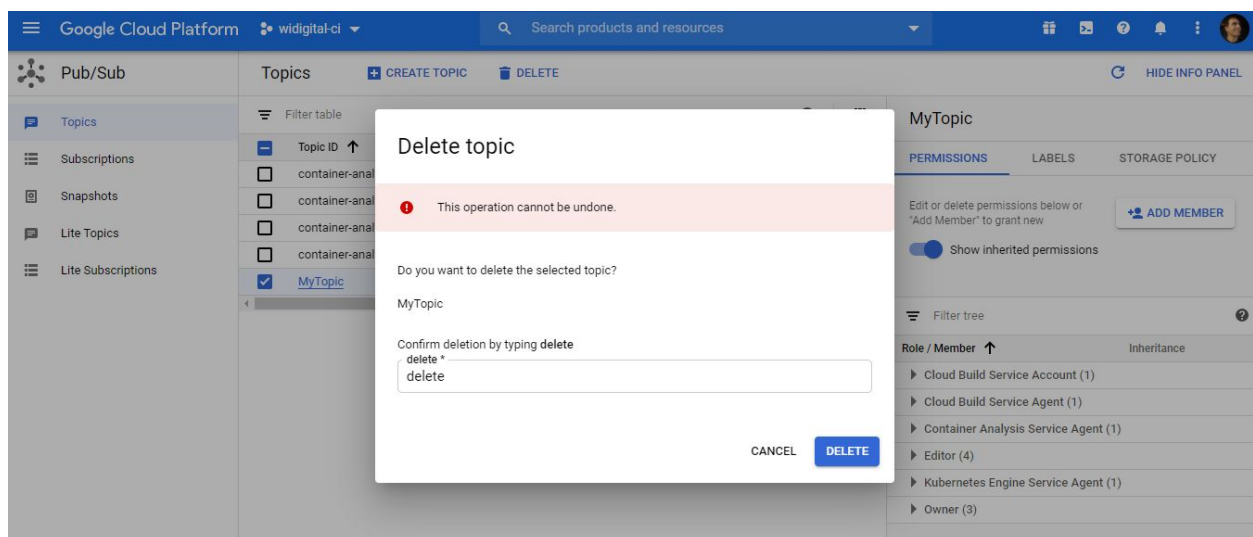 Google Cloud Platform
widigital-ci
Search products and resources
Pub/Sub
Topics
CREATE TOPIC
DELETE
HIDE INFO PANEL
Topics
Subscriptions
Snapshots
Lite Topics
Lite Subscriptions
Filter table
Topic ID
container-anal
container-anal
container-anal
container-anal
MyTopic
Delete topic
This operation cannot be undone.
Do you want to delete the selected topic?
MyTopic
Confirm deletion by typing delete
delete *
delete
CANCEL
DELETE
MyTopic
PERMISSIONS
LABELS
STORAGE POLICY
Edit or delete permissions below or
"Add Member" to grant new
ADD MEMBER
Show inherited permissions
Filter tree
Role / Member
Inheritance
Cloud Build Service Account (1)
Cloud Build Service Agent (1)
Container Analysis Service Agent (1)
Editor (4)
Kubernetes Engine Service Agent (1)
Owner (3)